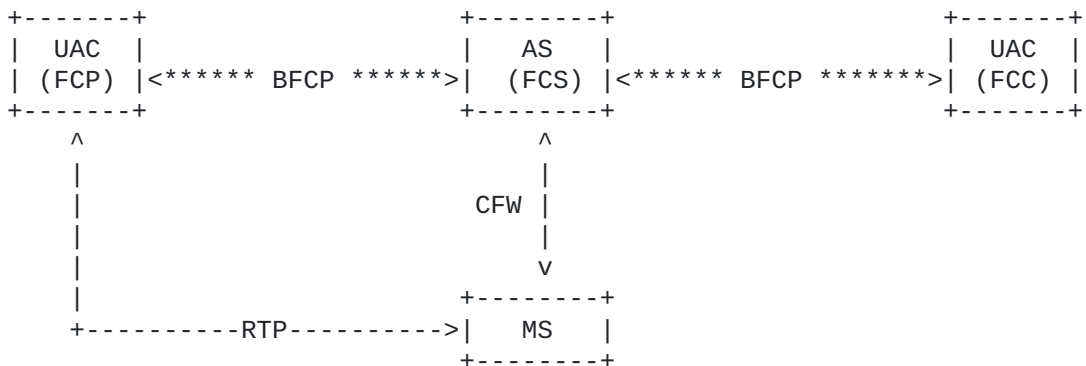 +-------+                    +--------+                    +-------+
|  UAC  |                    |   AS   |                    |  UAC  |
| (FCP) |<****** BFCP ******>|  (FCS) |<****** BFCP *******>| (FCC) |
+-------+                    +--------+                    +-------+
    ^                             ^
    |                             |
    |                         CFW |
    |                             |
    |                             v
    |                        +--------+
    +----------RTP---------->|   MS   |
                             +--------+